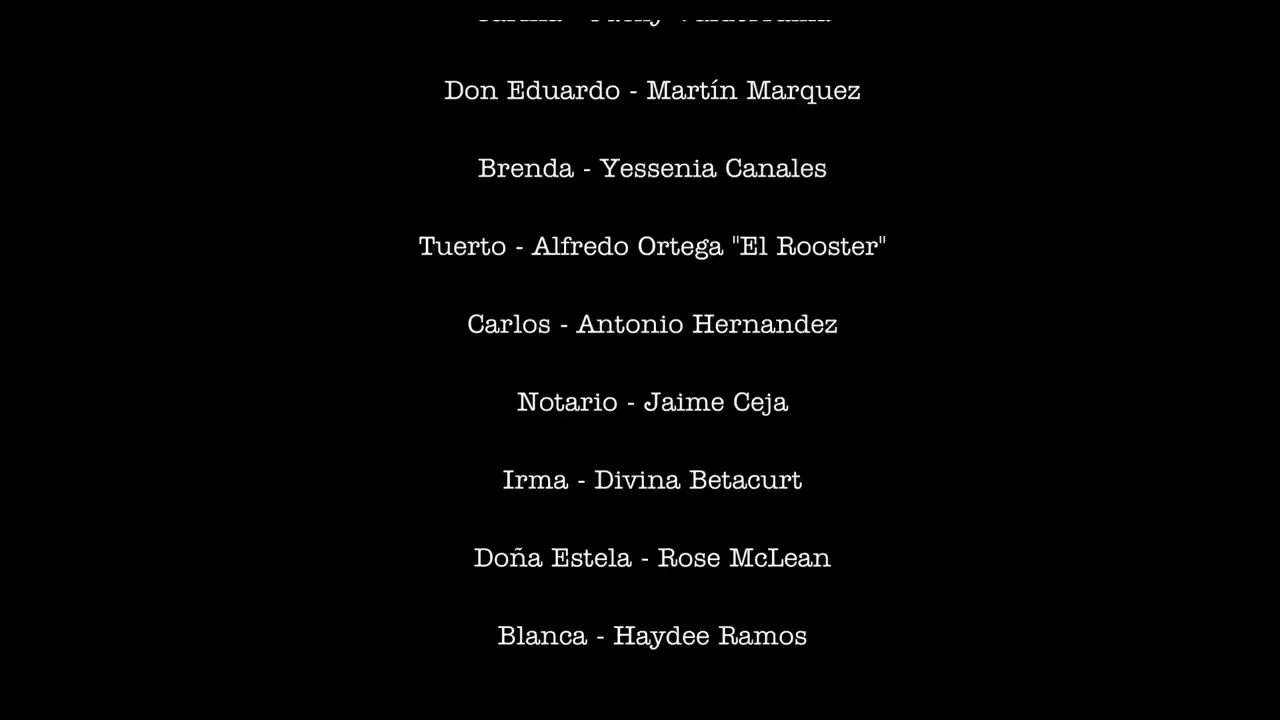 Don Eduardo - Martín Marquez
Brenda - Yessenia Canales
Tuerto - Alfredo Ortega "El Rooster"
Carlos - Antonio Hernandez
Notario - Jaime Ceja
Irma - Divina Betacurt
Doña Estela - Rose McLean
Blanca - Haydee Ramos